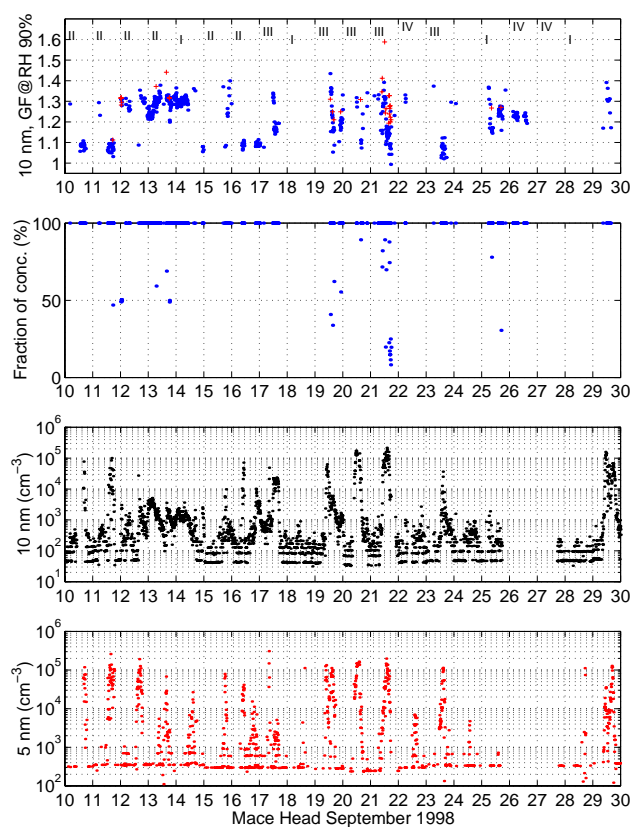 II II II II I II II III I III III III IV III I IV IV I
10 nm, GF@RH 90%
1.6
1.5
1.4
1.3
1.2
1.1
1
10 11 12 13 14 15 16 17 18 19 20 21 22 23 24 25 26 27 28 29 30
Fraction of conc. (%)
100
50
0
10 11 12 13 14 15 16 17 18 19 20 21 22 23 24 25 26 27 28 29 30
10 nm (cm⁻³)
10⁶
10⁵
10⁴
10³
10²
10¹
10 11 12 13 14 15 16 17 18 19 20 21 22 23 24 25 26 27 28 29 30
5 nm (cm⁻³)
10⁶
10⁵
10⁴
10³
10²
10 11 12 13 14 15 16 17 18 19 20 21 22 23 24 25 26 27 28 29 30
Mace Head September 1998